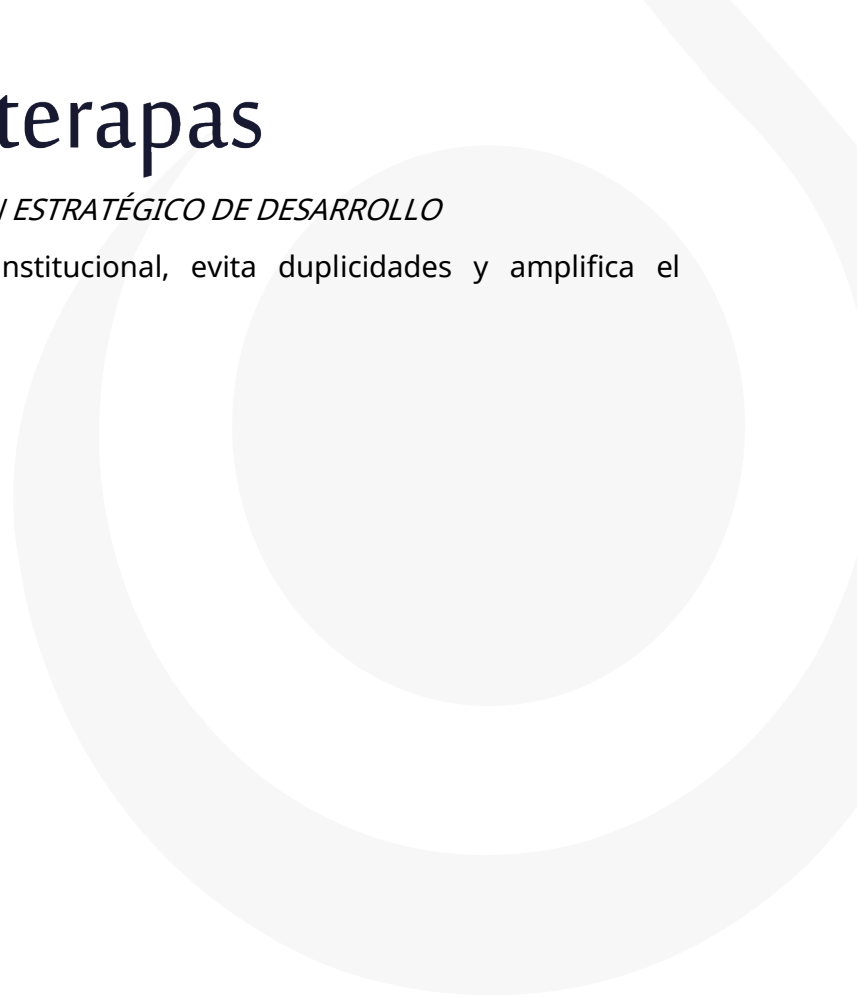 terapas
ESTRATÉGICO DE DESARROLLO
nstitucional, evita duplicidades y amplifica el